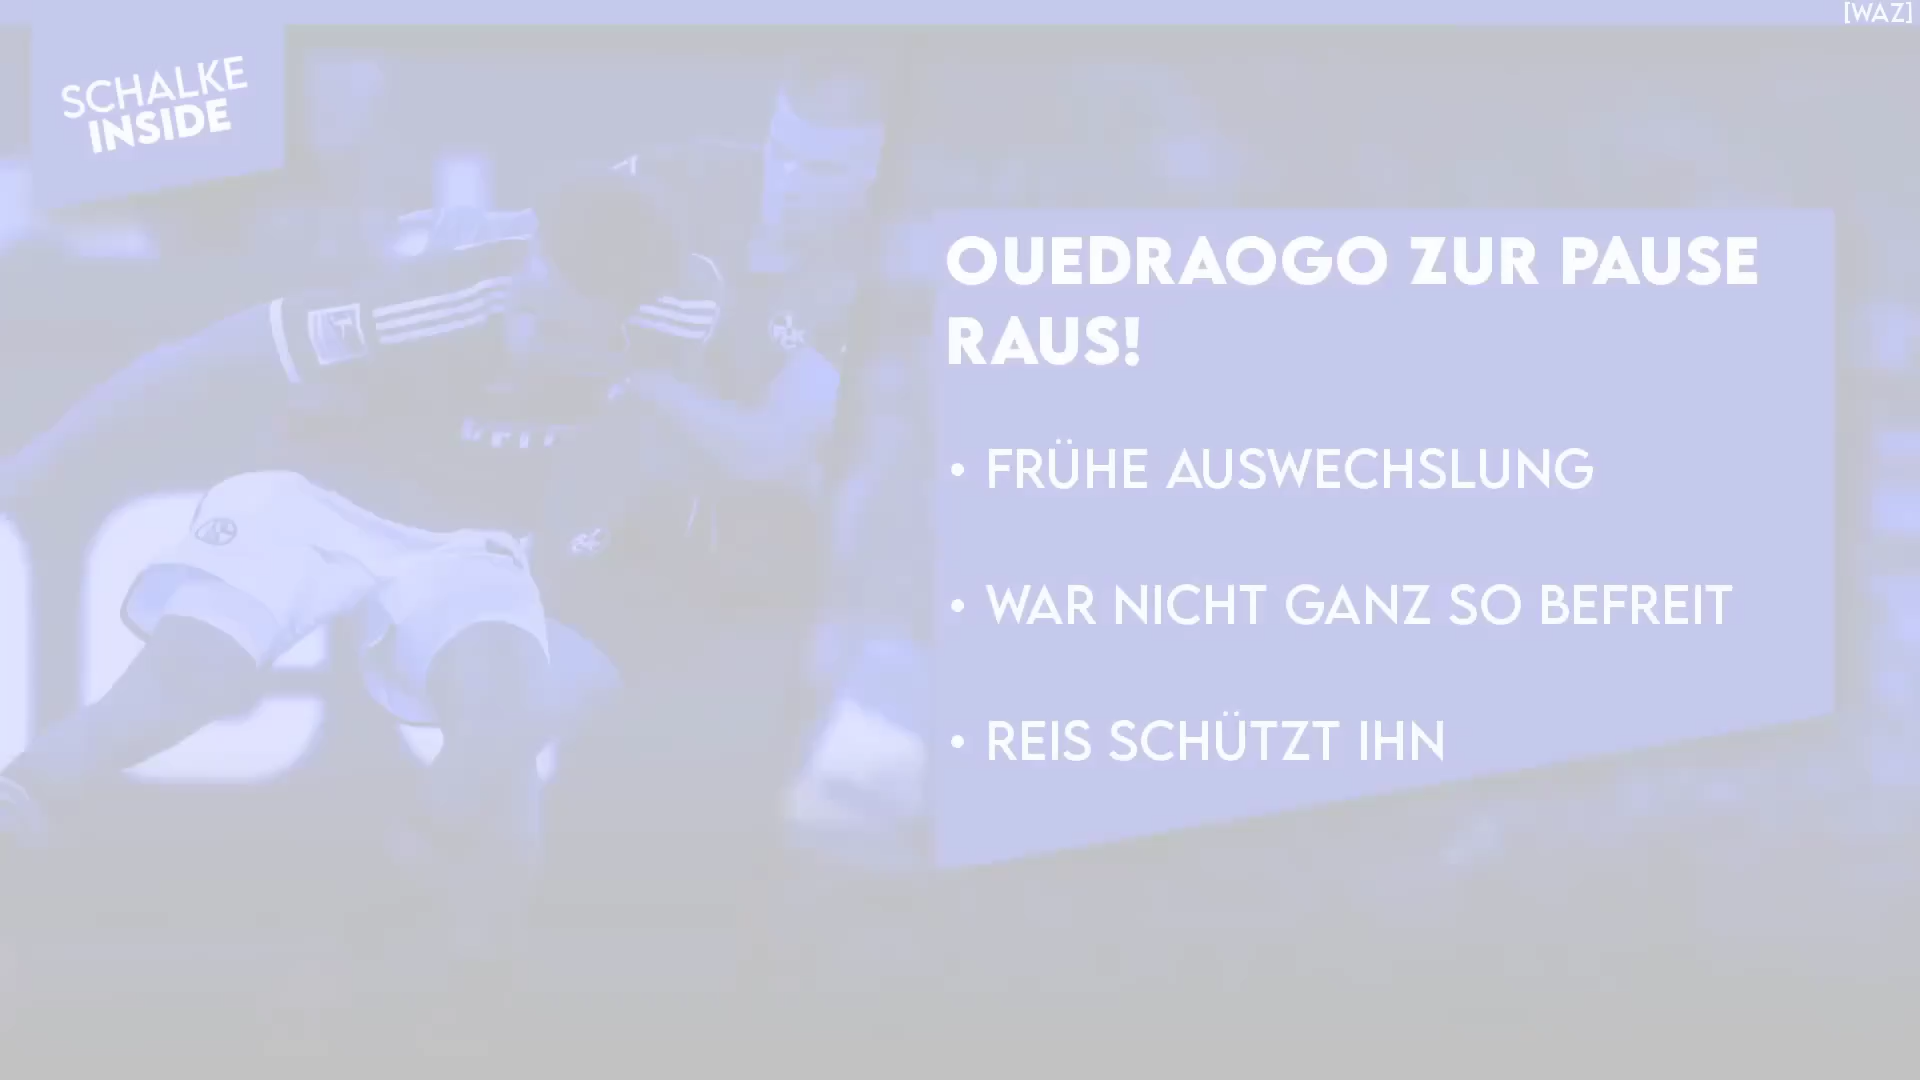 [WAZ]
SCHALKE
INSIDE
OUEDRAOGO ZUR PAUSE
RAUS!
• FRÜHE AUSWECHSLUNG
• WAR NICHT GANZ SO BEFREIT
• REIS SCHÜTZT IHN